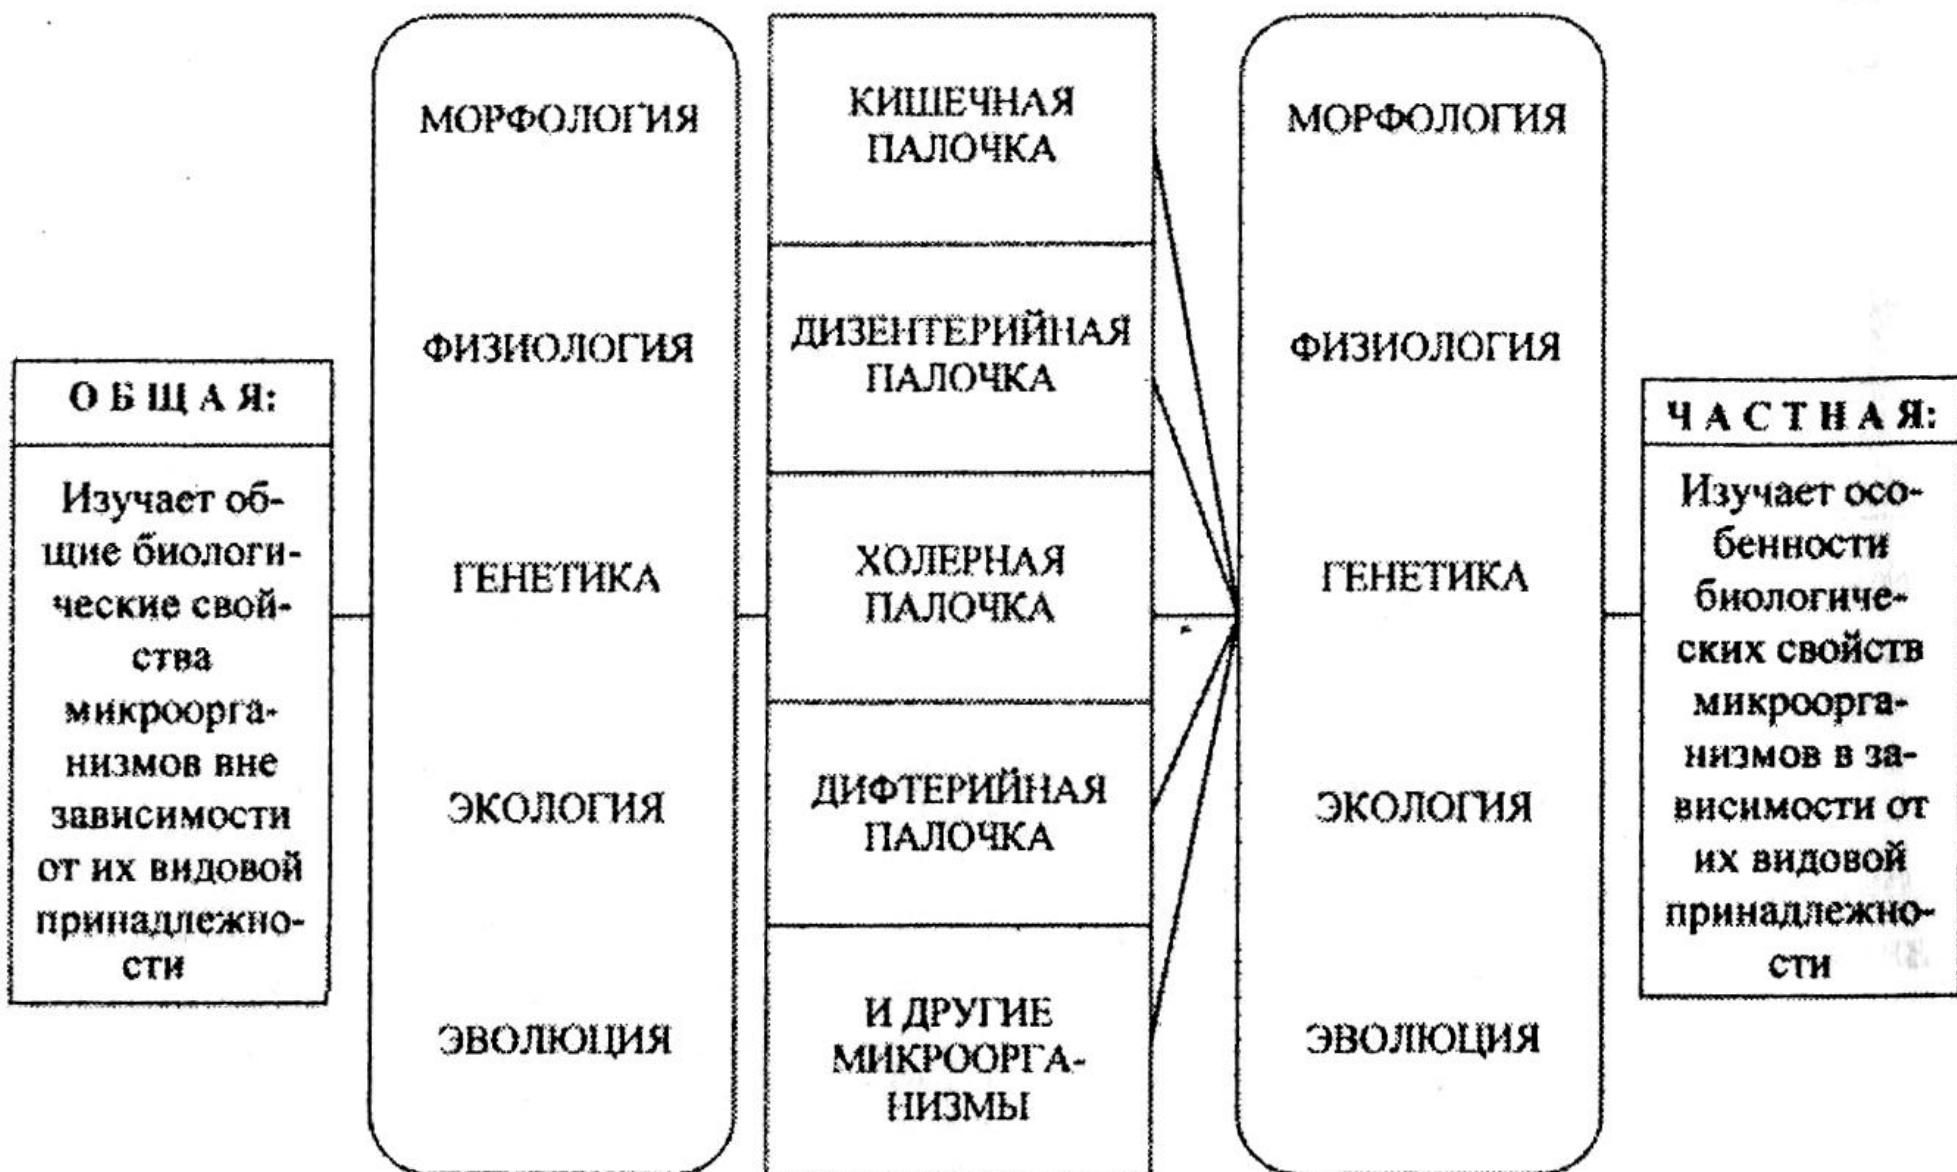 ОБЩАЯ:
Изучает об-
щие биологи-
ческие свой-
ства
микроорга-
низмов вне
зависимости
от их видовой
принадлежно-
сти
МОРФОЛОГИЯ
ФИЗИОЛОГИЯ
ГЕНЕТИКА
ЭКОЛОГИЯ
ЭВОЛЮЦИЯ
КИШЕЧНАЯ
ПАЛОЧКА
ДИЗЕНТЕРИЙНАЯ
ПАЛОЧКА
ХОЛЕРНАЯ
ПАЛОЧКА
ДИФТЕРИЙНАЯ
ПАЛОЧКА
И ДРУГИЕ
МИКРООРГА-
НИЗМЫ
МОРФОЛОГИЯ
ФИЗИОЛОГИЯ
ГЕНЕТИКА
ЭКОЛОГИЯ
ЭВОЛЮЦИЯ
ЧАСТНАЯ:
Изучает осо-
бенности
биологиче-
ских свойств
микроорга-
низмов в за-
висимости от
их видовой
принадлежно-
сти